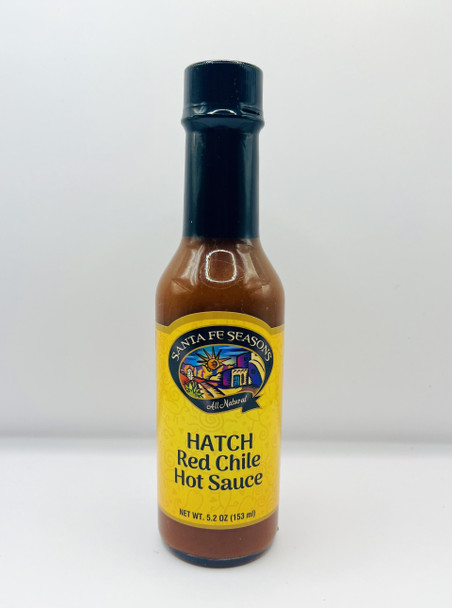 SANTA FE SEASONS
All Natural
HATCH
Red Chile
Hot Sauce
NET WT. 5.2 OZ (153 ml)